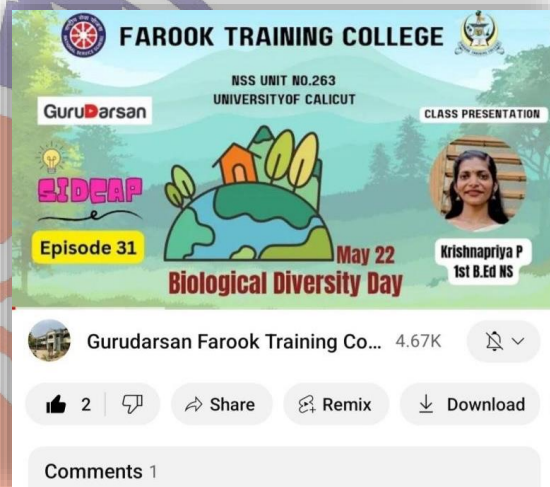 FAROOK TRAINING COLLEGE
NSS UNIT NO.263
UNIVERSITYOF CALICUT
GuruDarsan
CLASS PRESENTATION
SIDCAP
e
Episode 31
May 22
Biological Diversity Day
Krishnapriya P
1st B.Ed NS
Gurudarsan Farook Training Co... 4.67K
2 Share Remix Download
Comments 1